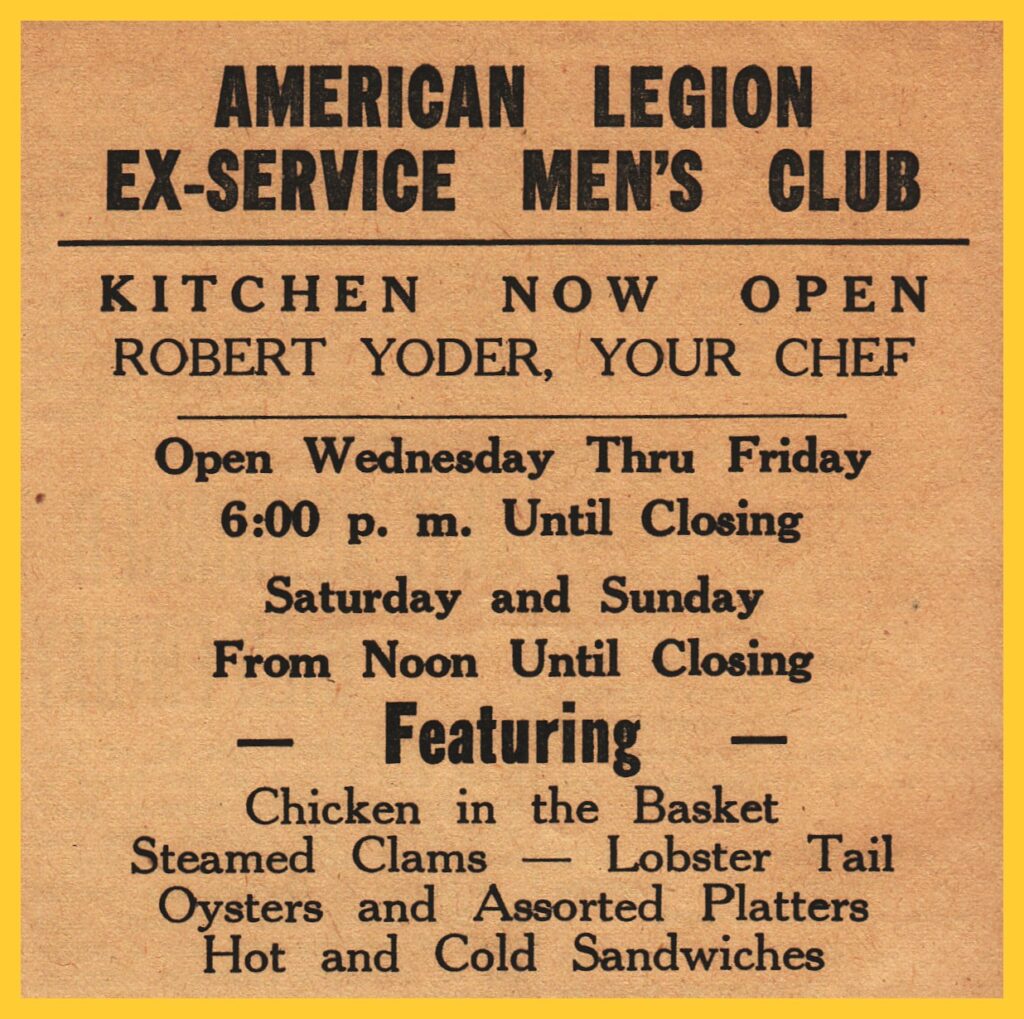 AMERICAN LEGION
EX-SERVICE MEN'S CLUB
KITCHEN NOW OPEN
ROBERT YODER, YOUR CHEF
Open Wednesday Thru Friday
6:00 p. m. Until Closing
Saturday and Sunday
From Noon Until Closing
— Featuring —
Chicken in the Basket
Steamed Clams — Lobster Tail
Oysters and Assorted Platters
Hot and Cold Sandwiches